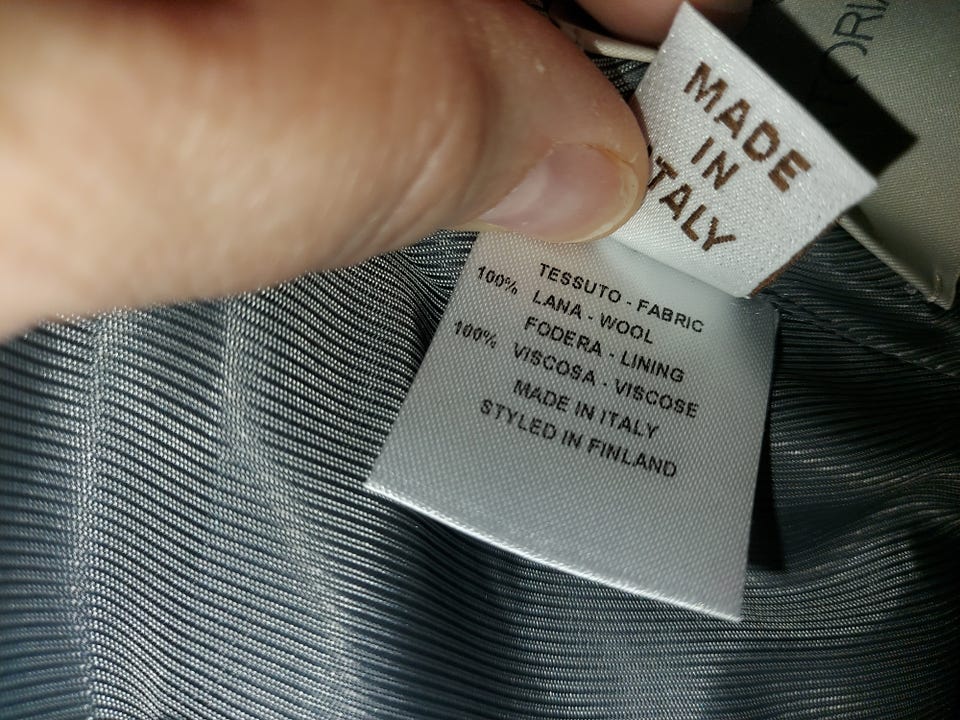 MADE
IN
ITALY
TESSUTO - FABRIC
100% LANA - WOOL
FODERA - LINING
100% VISCOSA - VISCOSE
MADE IN ITALY
STYLED IN FINLAND